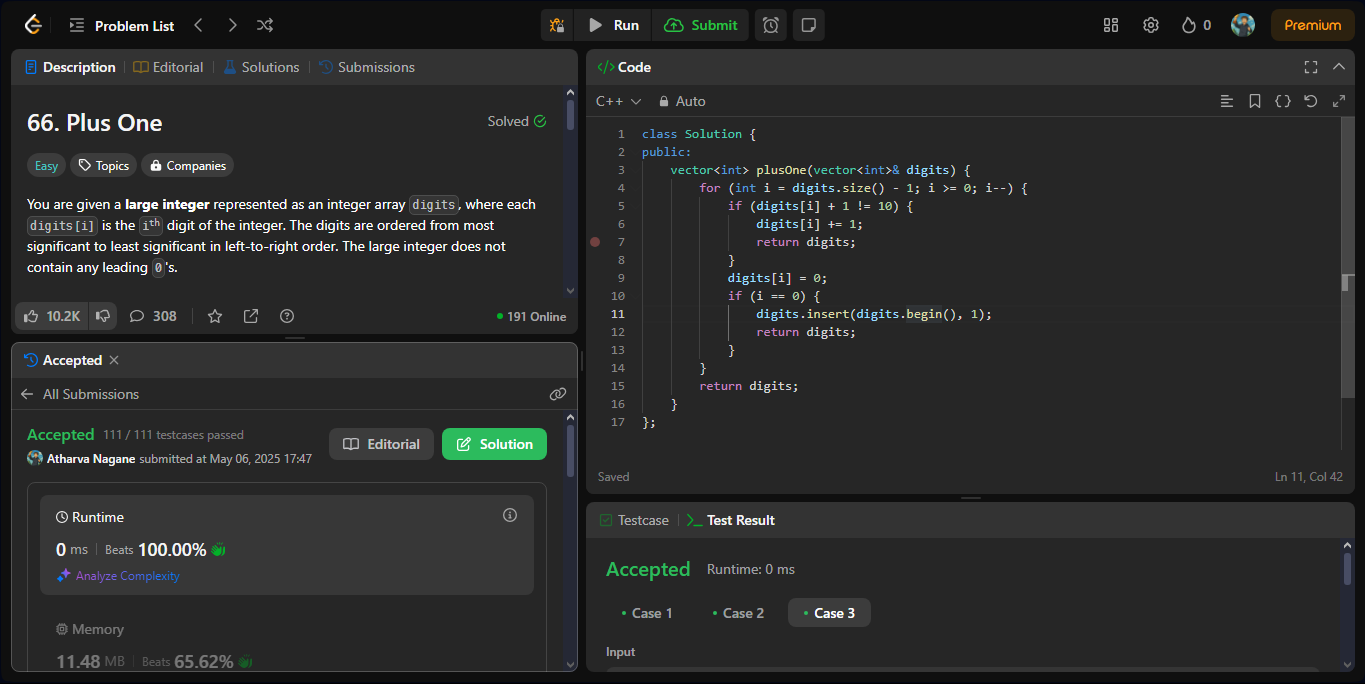 Problem List
Run
Submit
0
Premium
Description
Editorial
Solutions
Submissions
66. Plus One
Solved
Easy
Topics
Companies
You are given a large integer represented as an integer array digits, where each
digits[i] is the ith digit of the integer. The digits are ordered from most
significant to least significant in left-to-right order. The large integer does not
contain any leading 0's.
10.2K
308
191 Online
Accepted
All Submissions
Accepted 111 / 111 testcases passed
Atharva Nagane submitted at May 06, 2025 17:47
Editorial
Solution
Runtime
0 ms
Beats 100.00%
Analyze Complexity
Memory
11.48 MB
Beats 65.62%
</> Code
C++
Auto
1 class Solution {
2 public:
3     vector<int> plusOne(vector<int>& digits) {
4         for (int i = digits.size() - 1; i >= 0; i--) {
5             if (digits[i] + 1 != 10) {
6                 digits[i] += 1;
7                 return digits;
8             }
9             digits[i] = 0;
10             if (i == 0) {
11                 digits.insert(digits.begin(), 1);
12                 return digits;
13             }
14         }
15         return digits;
16     }
17 };
Saved
Ln 11, Col 42
Testcase
Test Result
Accepted
Runtime: 0 ms
Case 1
Case 2
Case 3
Input